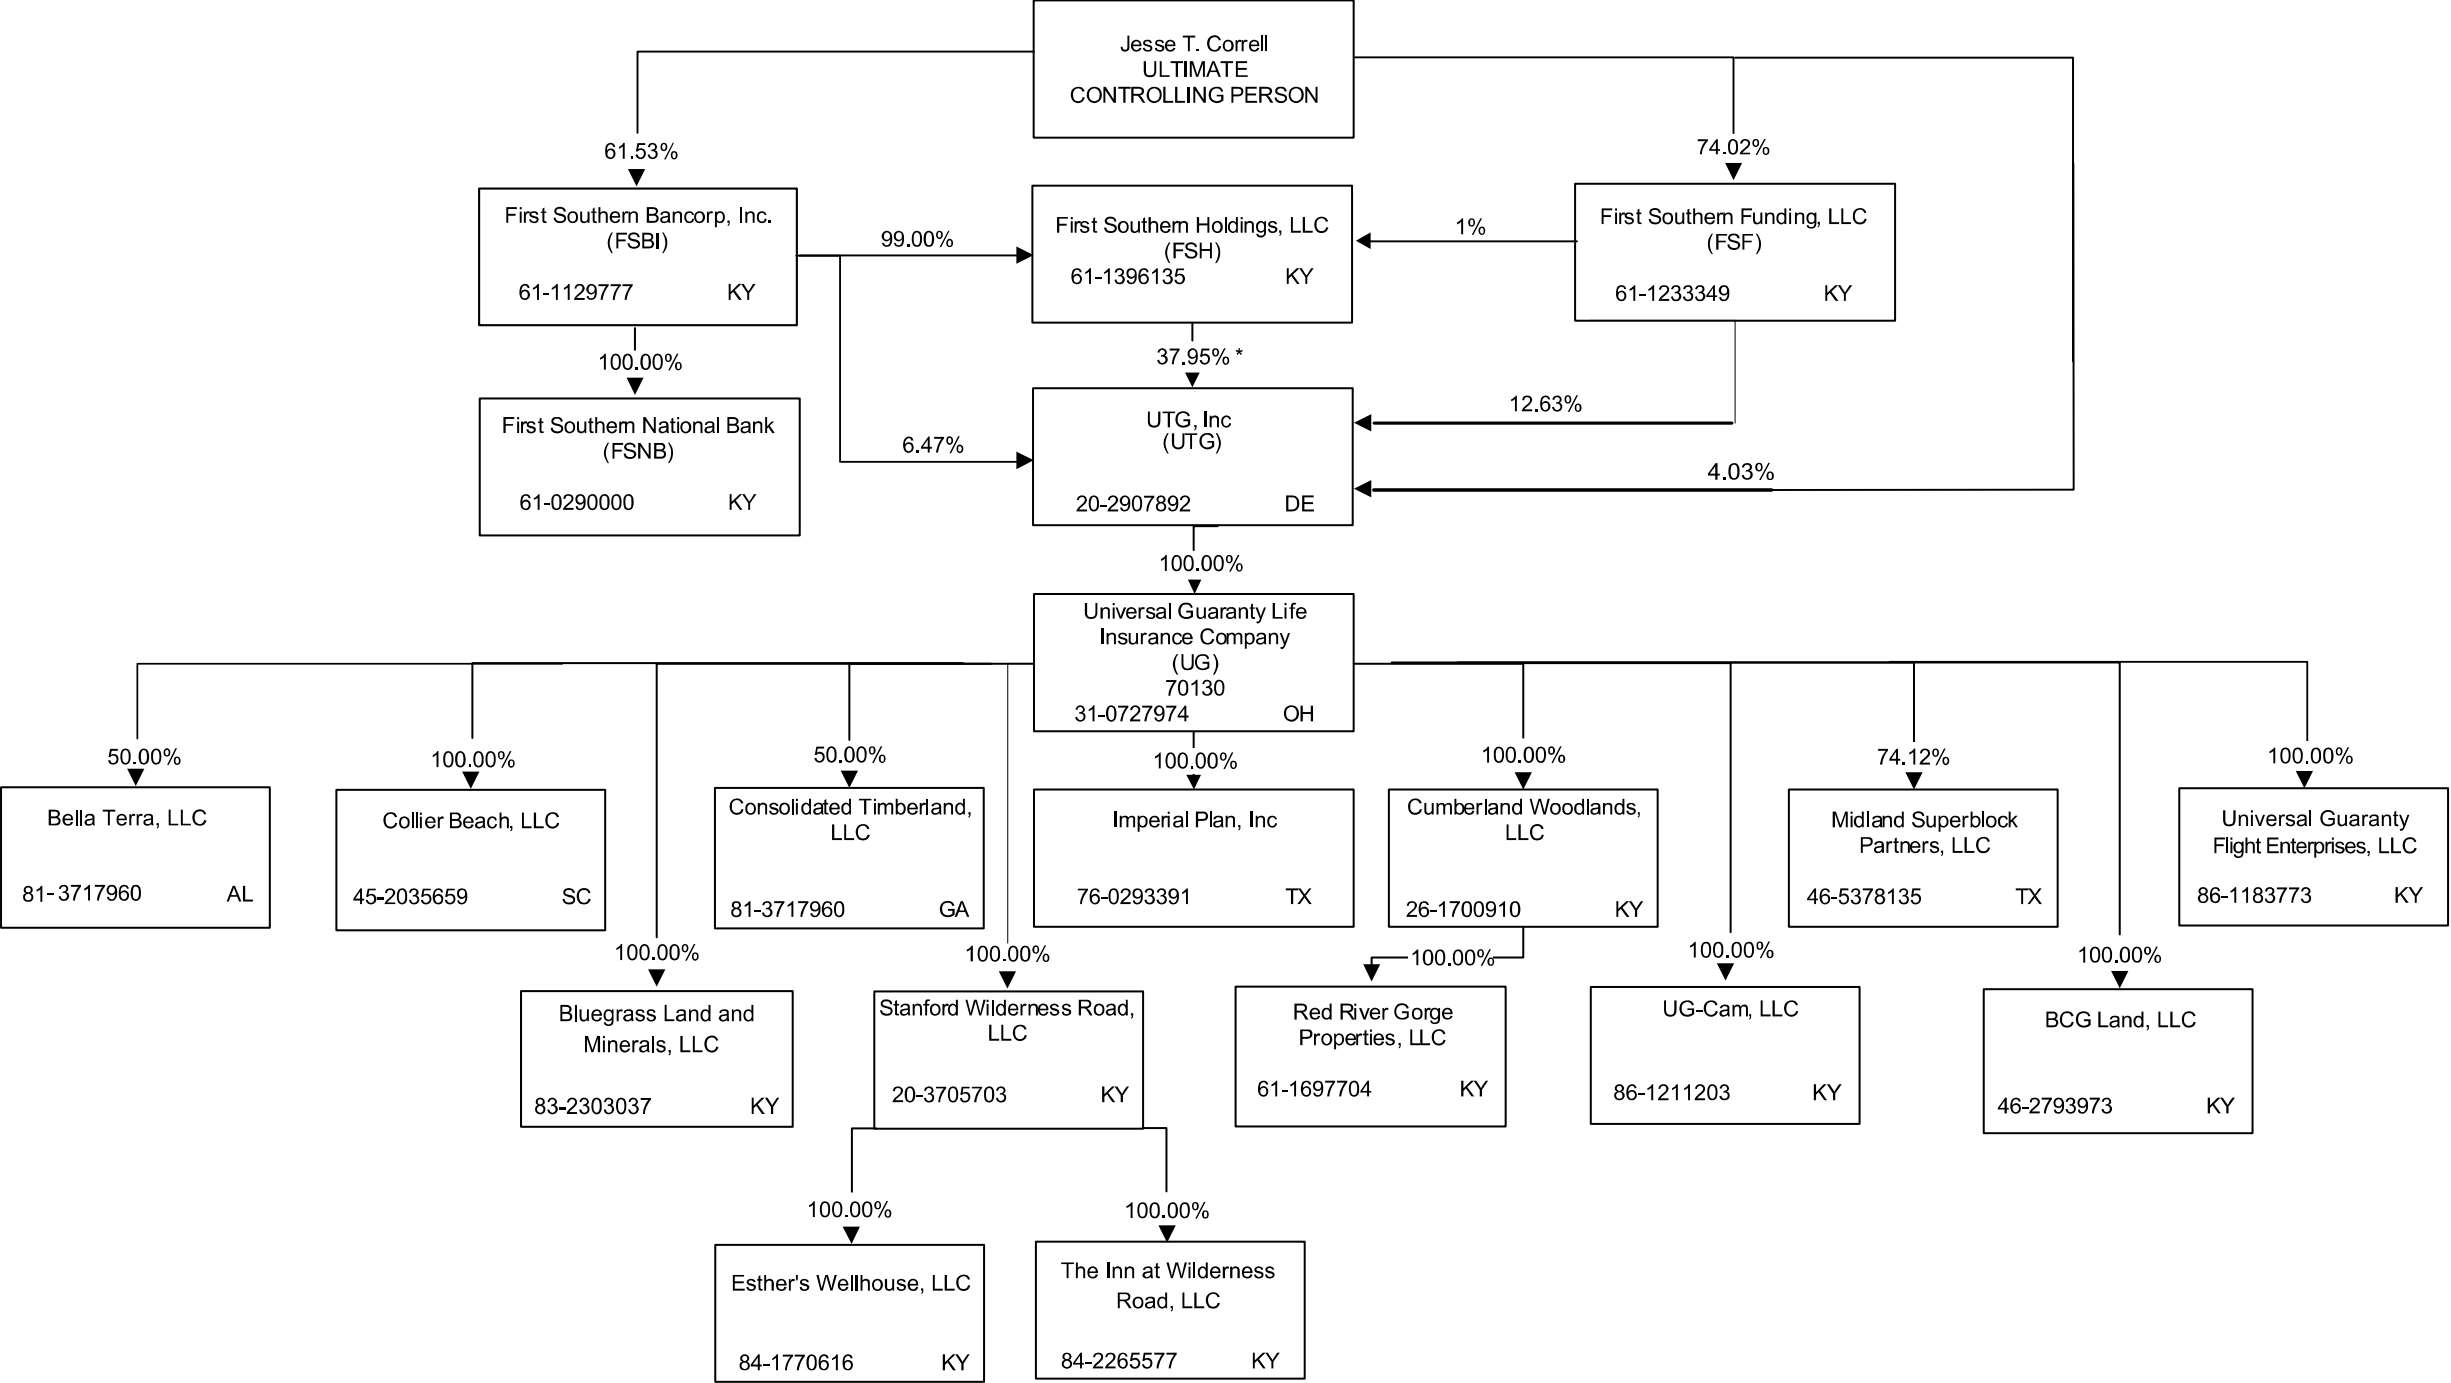 Jesse T. Correll
ULTIMATE
CONTROLLING PERSON
61.53%
74.02%
First Southern Bancorp, Inc.
(FSBI)
61-1129777 KY
99.00%
First Southern Holdings, LLC
(FSH)
61-1396135 KY
1%
First Southern Funding, LLC
(FSF)
61-1233349 KY
100.00%
37.95% *
First Southern National Bank
(FSNB)
61-0290000 KY
6.47%
UTG, Inc
(UTG)
20-2907892 DE
12.63%
4.03%
100.00%
Universal Guaranty Life
Insurance Company
(UG)
70130
31-0727974 OH
50.00%
100.00%
50.00%
100.00%
100.00%
74.12%
100.00%
Bella Terra, LLC
81-3717960 AL
Collier Beach, LLC
45-2035659 SC
Consolidated Timberland,
LLC
81-3717960 GA
Imperial Plan, Inc
76-0293391 TX
Cumberland Woodlands,
LLC
26-1700910 KY
Midland Superblock
Partners, LLC
46-5378135 TX
Universal Guaranty
Flight Enterprises, LLC
86-1183773 KY
100.00%
100.00%
100.00%
100.00%
100.00%
Bluegrass Land and
Minerals, LLC
83-2303037 KY
Stanford Wilderness Road,
LLC
20-3705703 KY
Red River Gorge
Properties, LLC
61-1697704 KY
UG-Cam, LLC
86-1211203 KY
BCG Land, LLC
46-2793973 KY
100.00%
100.00%
Esther's Wellhouse, LLC
84-1770616 KY
The Inn at Wilderness
Road, LLC
84-2265577 KY